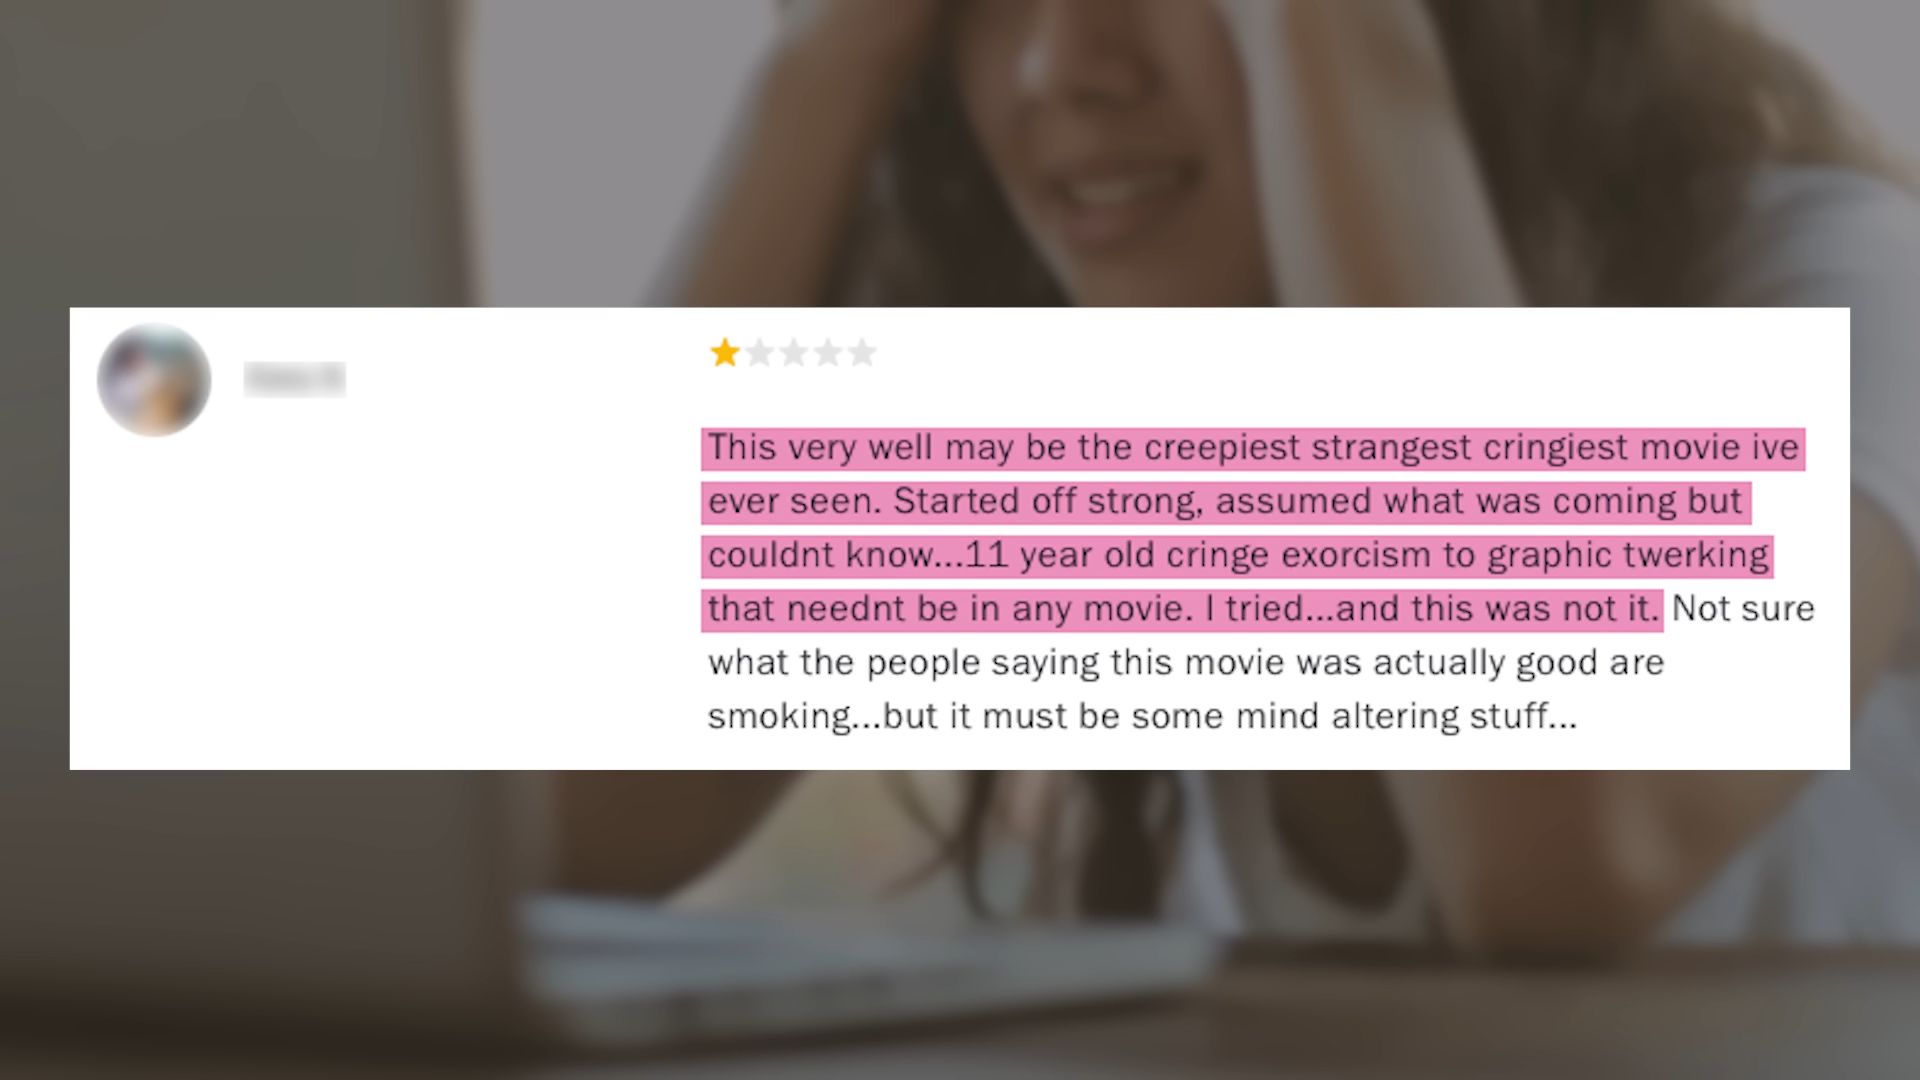 This very well may be the creepiest strangest cringiest movie ive
ever seen. Started off strong, assumed what was coming but
couldnt know...11 year old cringe exorcism to graphic twerking
that neednt be in any movie. I tried...and this was not it. Not sure
what the people saying this movie was actually good are
smoking...but it must be some mind altering stuff...